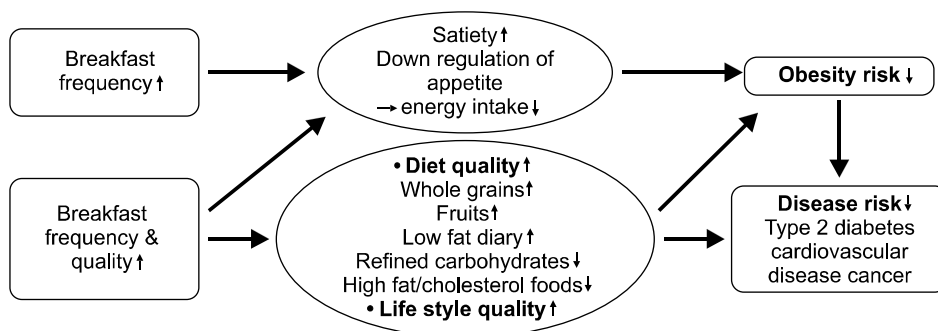 Breakfast
frequency↑
Satiety↑
Down regulation of
appetite
→ energy intake↓
Obesity risk ↓
Breakfast
frequency &
quality↑
• Diet quality↑
Whole grains↑
Fruits↑
Low fat diary↑
Refined carbohydrates↓
High fat/cholesterol foods↓
• Life style quality↑
Disease risk↓
Type 2 diabetes
cardiovascular
disease cancer